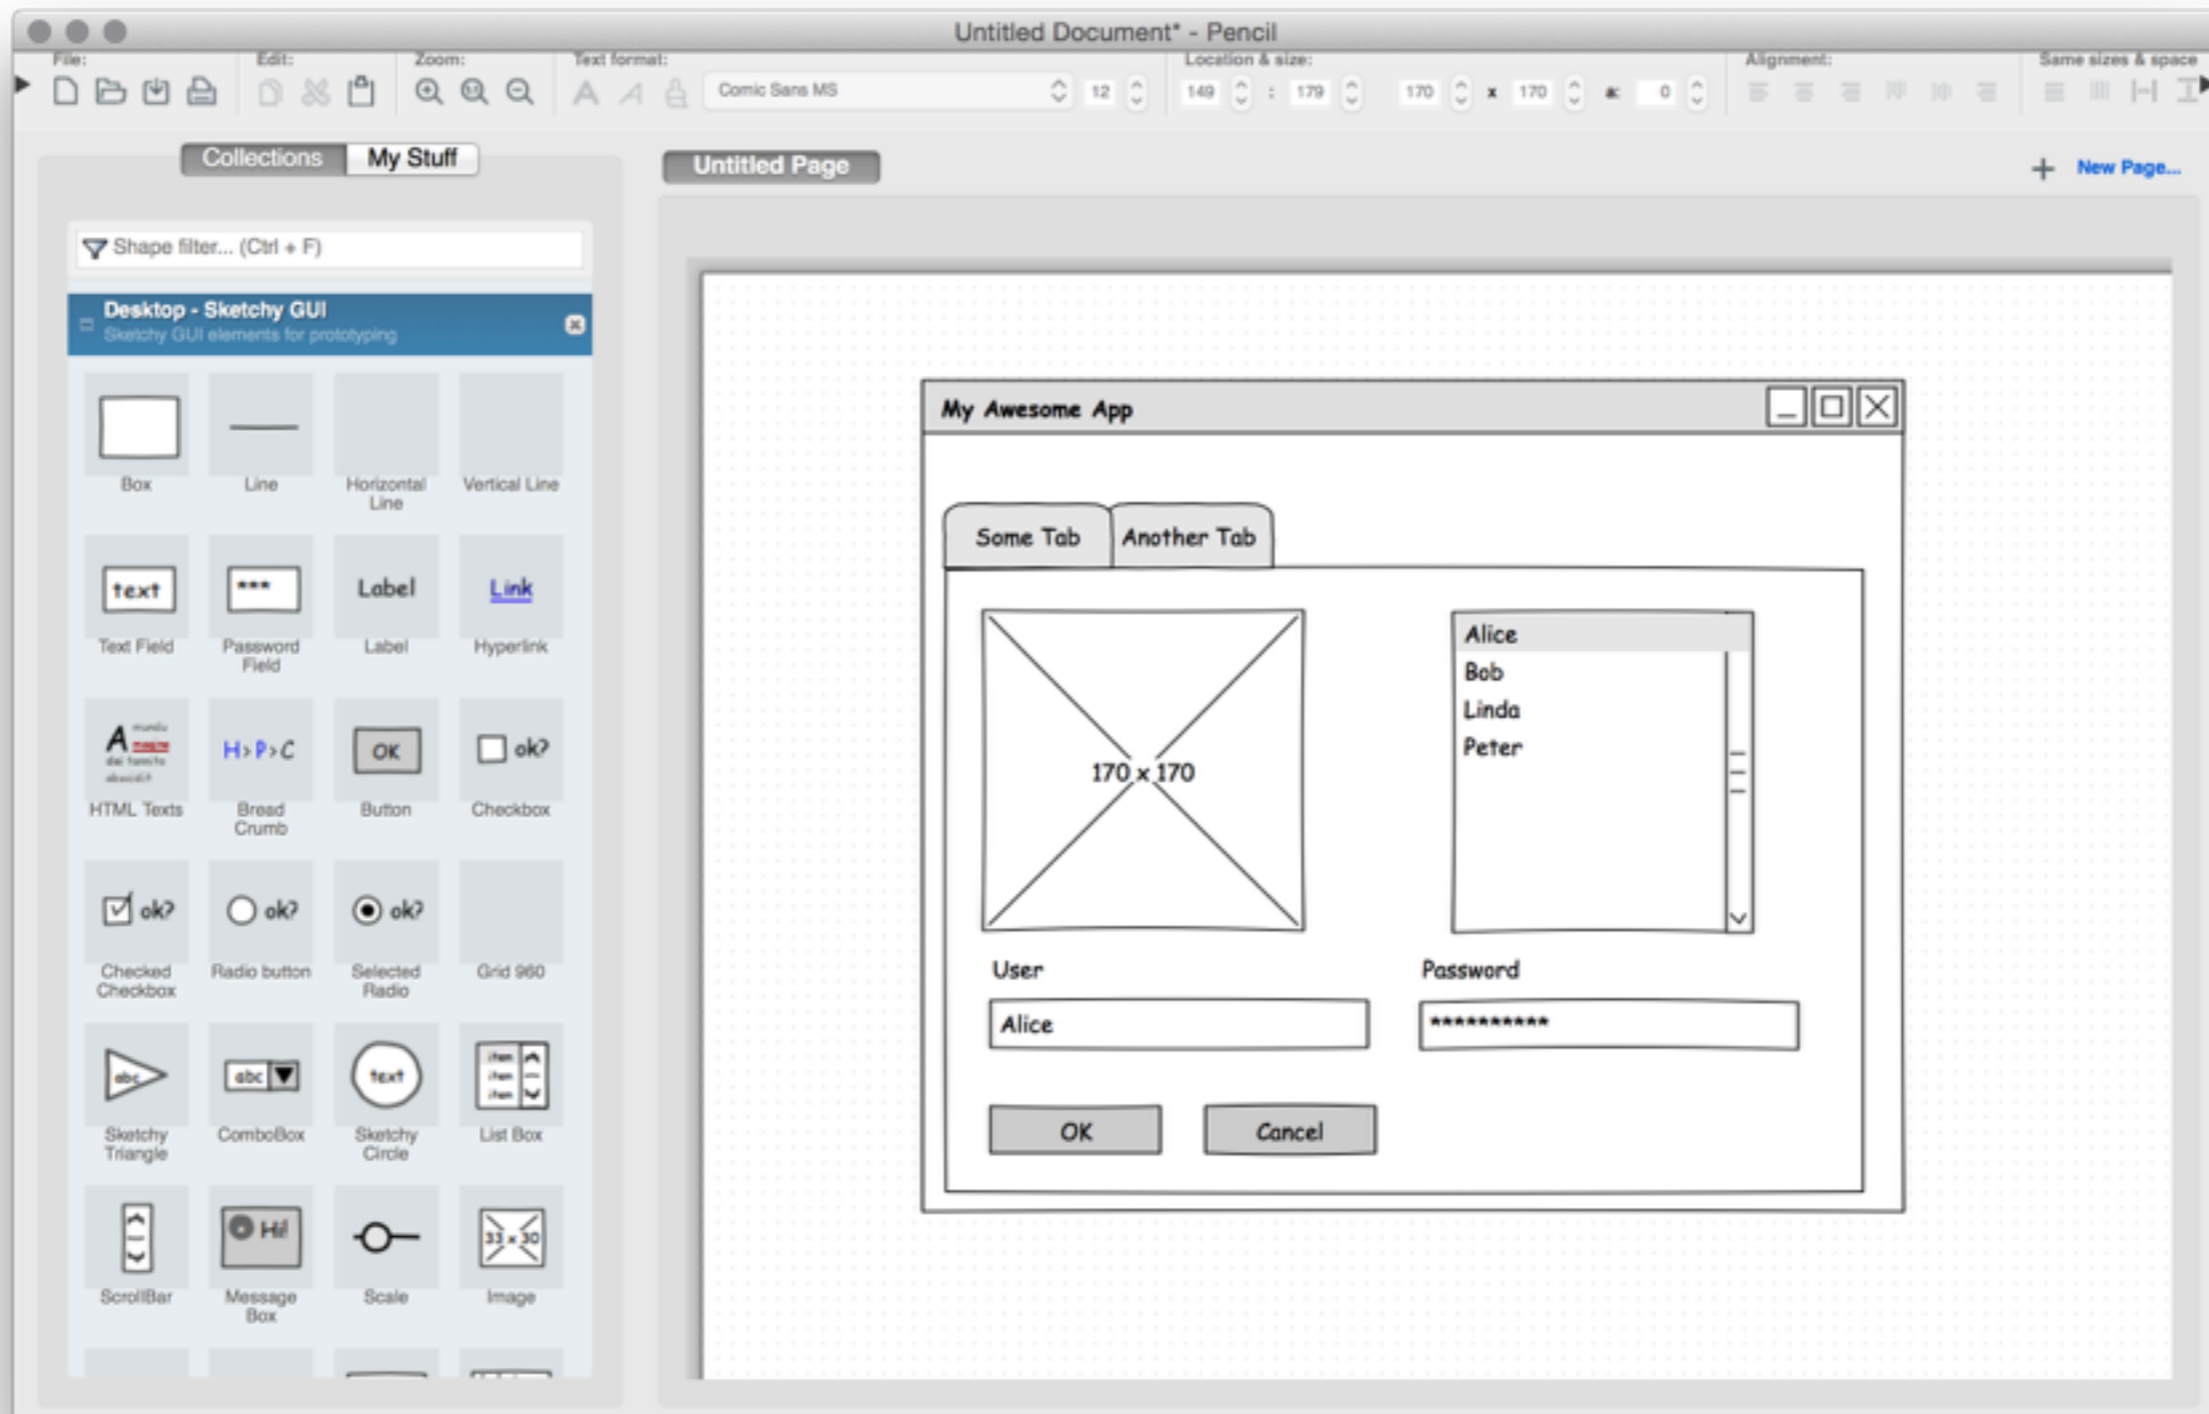 Untitled Document* - Pencil
File: Edit: Zoom: Text format: Location & size: Alignment: Same sizes & space
Comic Sans MS 12 149 : 179 170 x 170 a: 0
Collections My Stuff
Untitled Page
+ New Page...
Shape filter... (Ctrl + F)
Desktop - Sketchy GUI
Sketchy GUI elements for prototyping
Box Line Horizontal Line Vertical Line
text *** Label Link
Text Field Password Field Label Hyperlink
A
H>P>C OK ok?
HTML Texts Bread Crumb Button Checkbox
ok? ok? ok?
Checked Checkbox Radio button Selected Radio Grid 960
abc abc text item
item
item
Sketchy Triangle ComboBox Sketchy Circle List Box
Hi! 33 x 30
ScrollBar Message Box Scale Image
My Awesome App
Some Tab Another Tab
170 x 170
Alice
Bob
Linda
Peter
User Password
Alice **********
OK Cancel